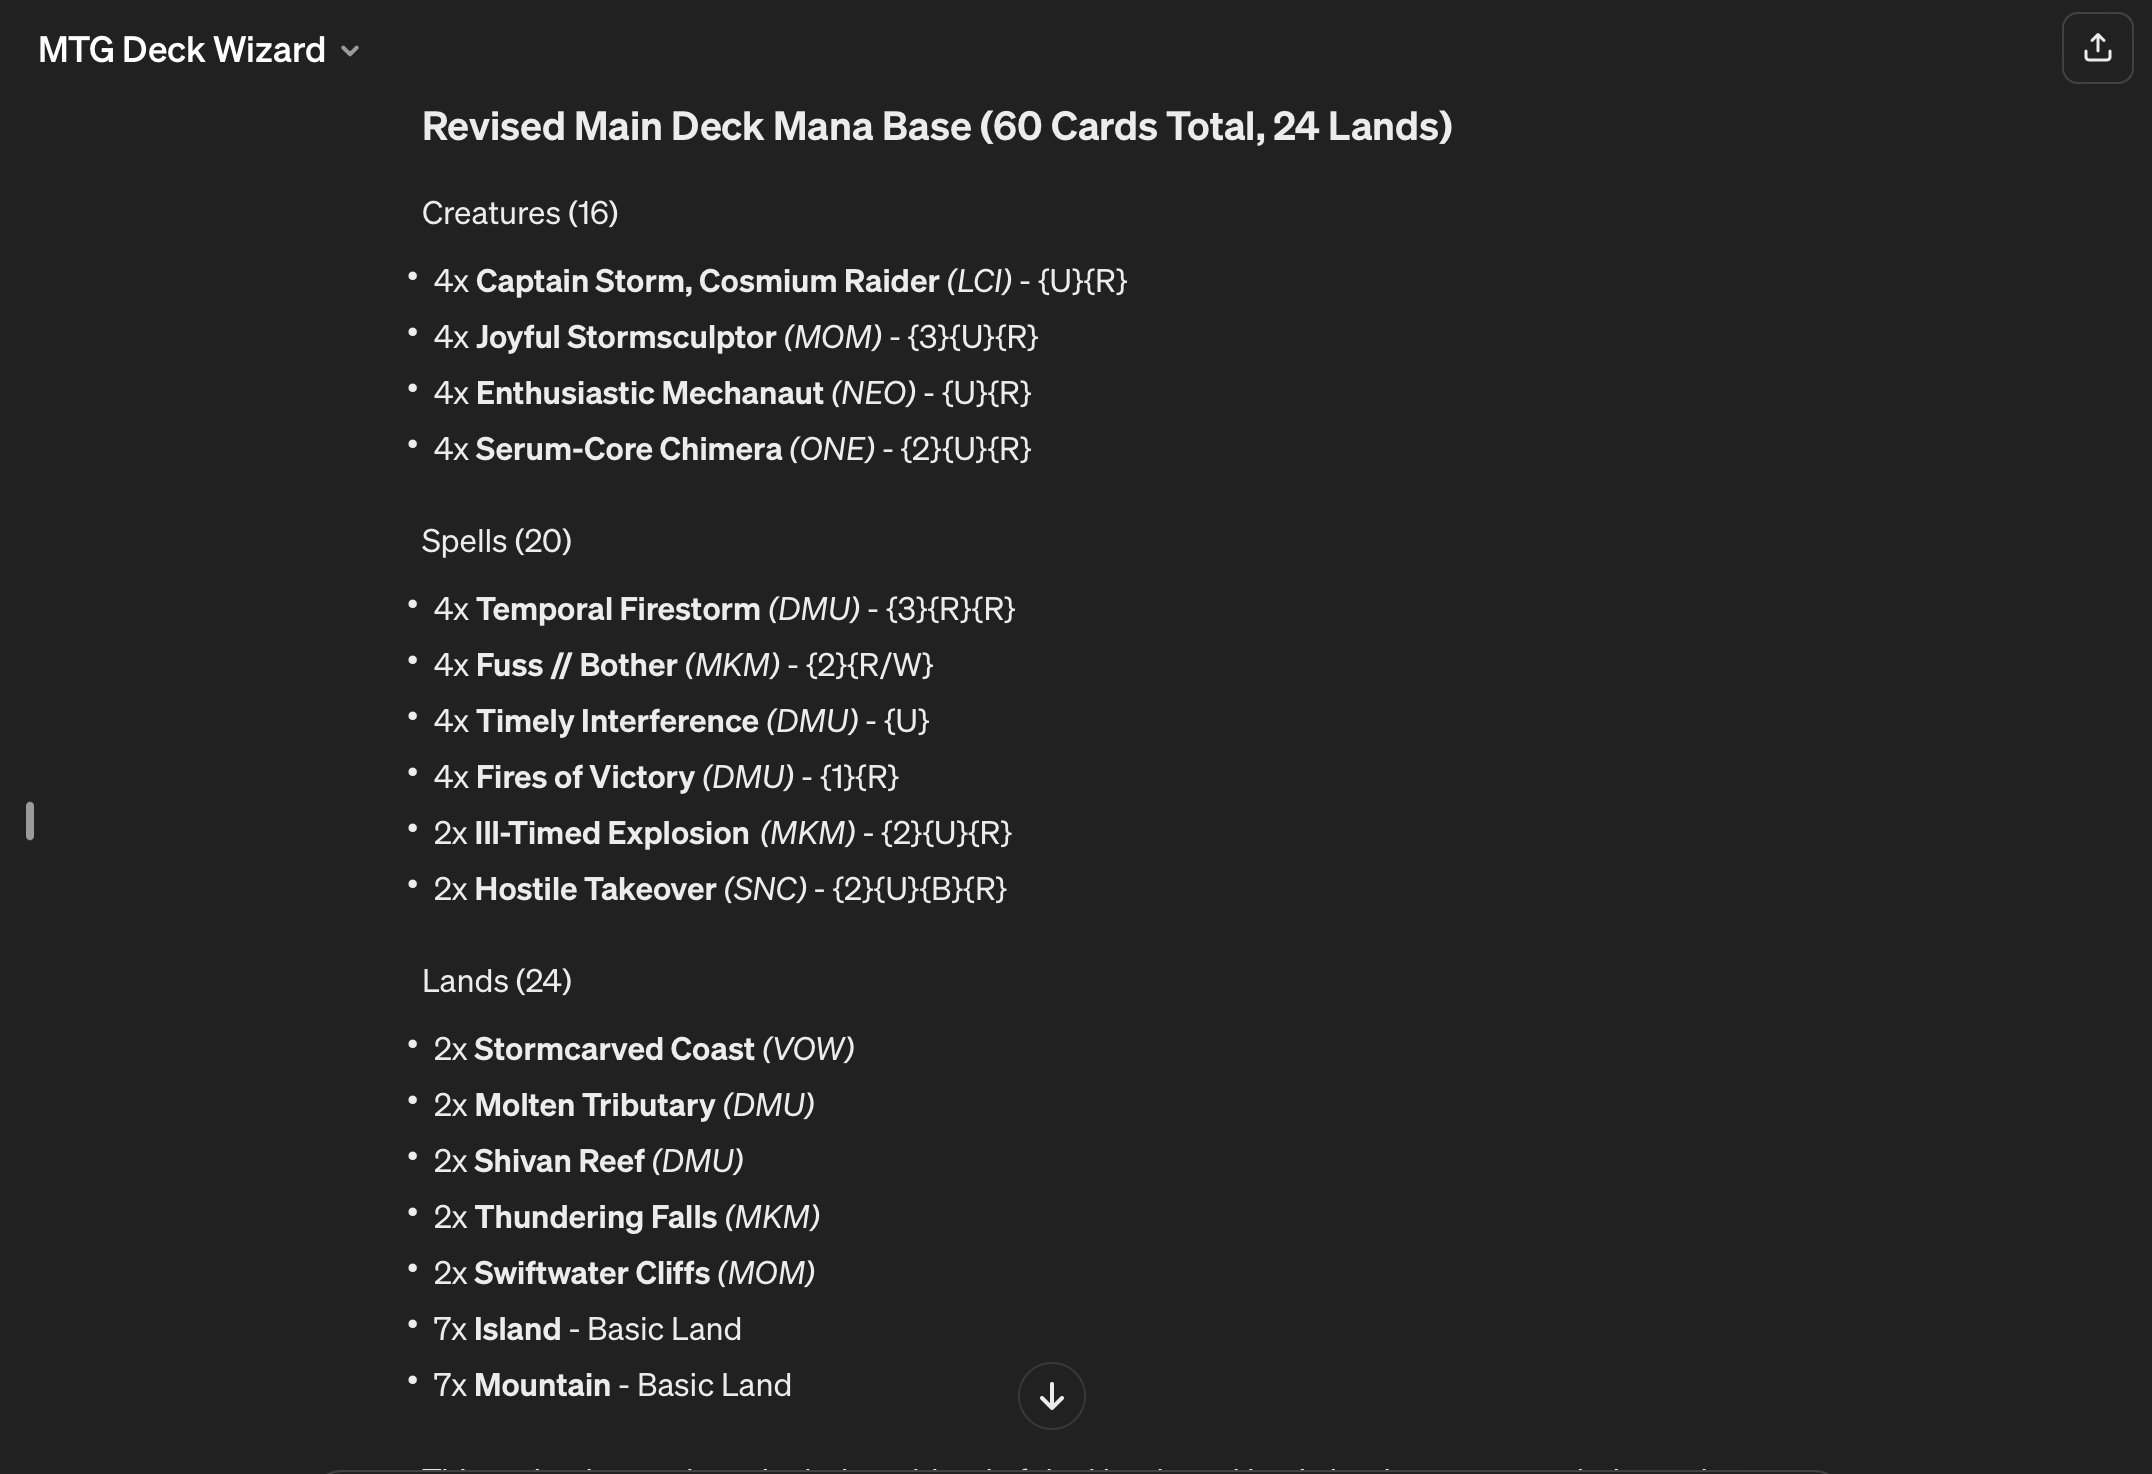 MTG Deck Wizard
Revised Main Deck Mana Base (60 Cards Total, 24 Lands)
Creatures (16)
• 4x Captain Storm, Cosmium Raider (LCI) - {U}{R}
• 4x Joyful Stormsculptor (MOM) - {3}{U}{R}
• 4x Enthusiastic Mechanaut (NEO) - {U}{R}
• 4x Serum-Core Chimera (ONE) - {2}{U}{R}
Spells (20)
• 4x Temporal Firestorm (DMU) - {3}{R}{R}
• 4x Fuss // Bother (MKM) - {2}{R/W}
• 4x Timely Interference (DMU) - {U}
• 4x Fires of Victory (DMU) - {1}{R}
• 2x Ill-Timed Explosion (MKM) - {2}{U}{R}
• 2x Hostile Takeover (SNC) - {2}{U}{B}{R}
Lands (24)
• 2x Stormcarved Coast (VOW)
• 2x Molten Tributary (DMU)
• 2x Shivan Reef (DMU)
• 2x Thundering Falls (MKM)
• 2x Swiftwater Cliffs (MOM)
• 7x Island - Basic Land
• 7x Mountain - Basic Land